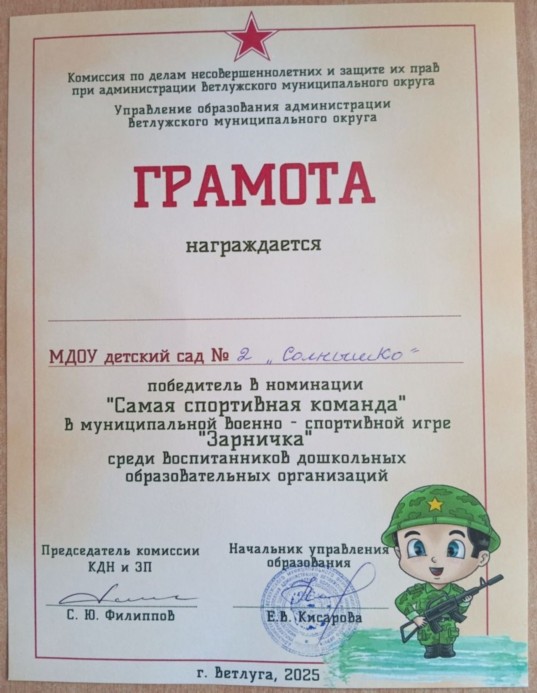 Комиссия по делам несовершеннолетних и защите их прав
при администрации Ветлужского муниципального округа
Управление образования администрации
Ветлужского муниципального округа
ГРАМОТА
награждается
МДОУ детский сад № 2 „Солнышко"
победитель в номинации
"Самая спортивная команда"
в муниципальной военно - спортивной игре
"Зарничка"
среди воспитанников дошкольных
образовательных организаций
Председатель комиссии
КДН и ЗП
С. Ю. Филиппов
Начальник управления
образования
Е.В. Кисарова
г. Ветлуга, 2025